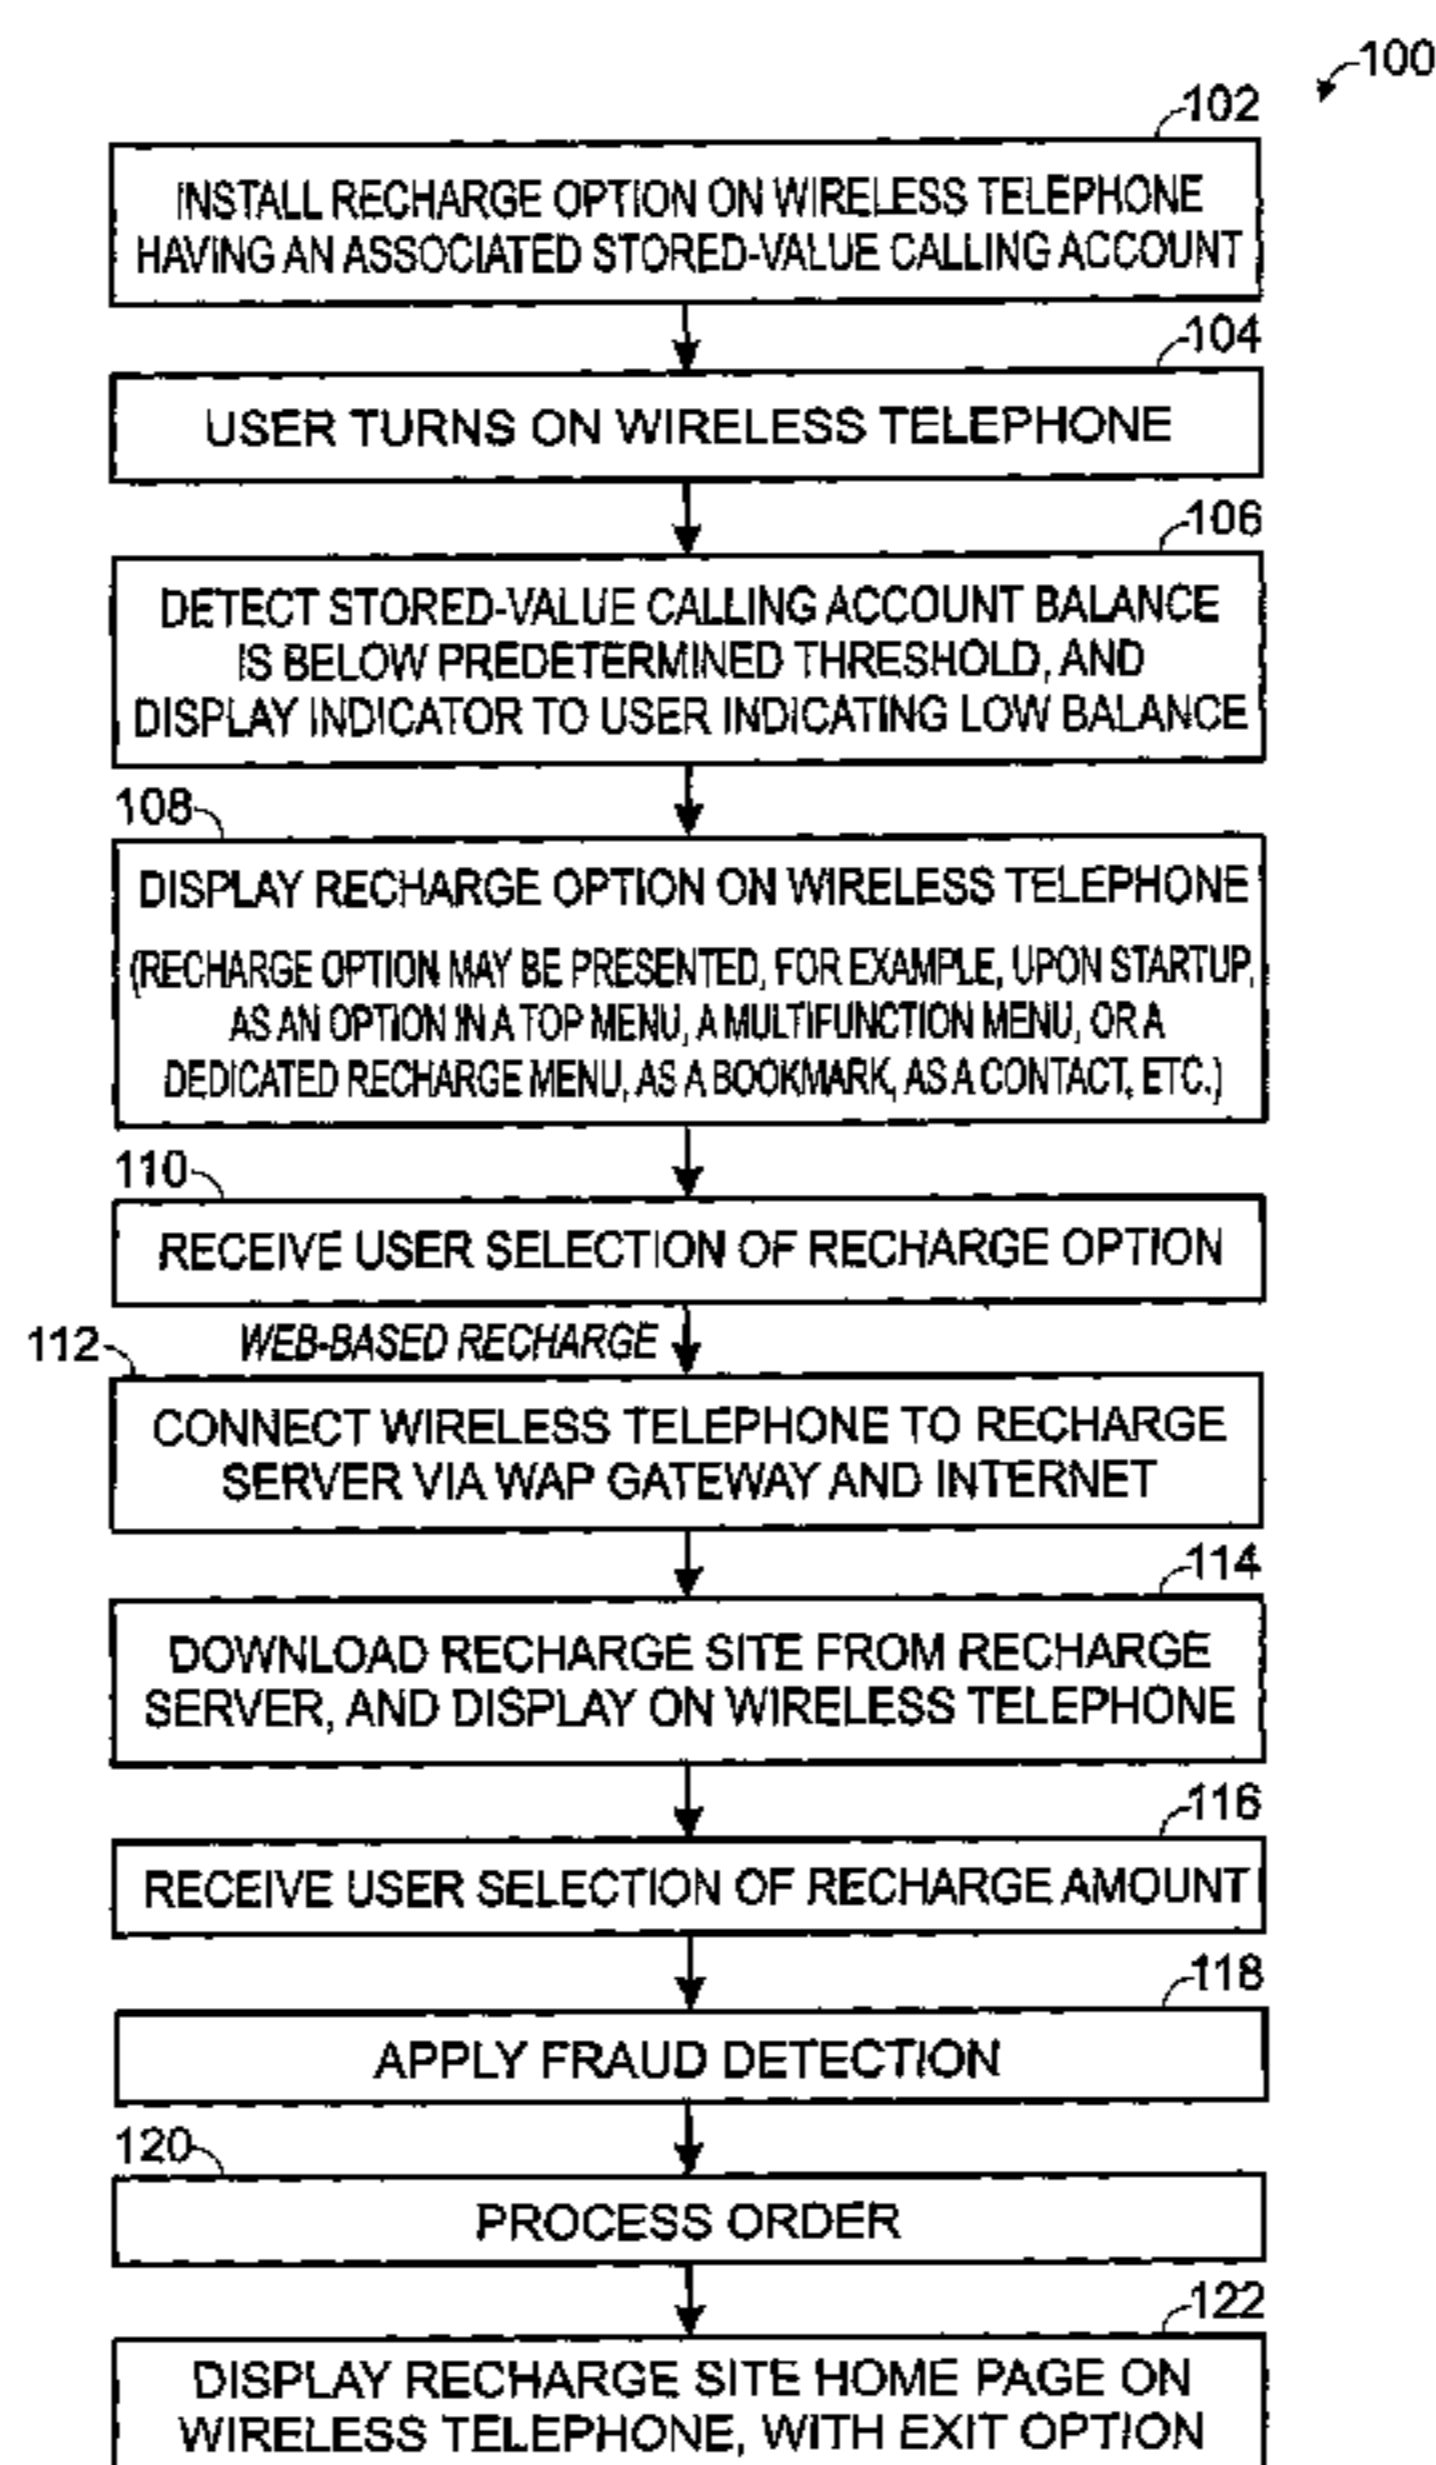 100
102
INSTALL RECHARGE OPTION ON WIRELESS TELEPHONE
HAVING AN ASSOCIATED STORED-VALUE CALLING ACCOUNT
104
USER TURNS ON WIRELESS TELEPHONE
106
DETECT STORED-VALUE CALLING ACCOUNT BALANCE
IS BELOW PREDETERMINED THRESHOLD, AND
DISPLAY INDICATOR TO USER INDICATING LOW BALANCE
108
DISPLAY RECHARGE OPTION ON WIRELESS TELEPHONE
(RECHARGE OPTION MAY BE PRESENTED, FOR EXAMPLE, UPON STARTUP,
AS AN OPTION IN A TOP MENU, A MULTIFUNCTION MENU, OR A
DEDICATED RECHARGE MENU, AS A BOOKMARK, AS A CONTACT, ETC.)
110
RECEIVE USER SELECTION OF RECHARGE OPTION
WEB-BASED RECHARGE
112
CONNECT WIRELESS TELEPHONE TO RECHARGE
SERVER VIA WAP GATEWAY AND INTERNET
114
DOWNLOAD RECHARGE SITE FROM RECHARGE
SERVER, AND DISPLAY ON WIRELESS TELEPHONE
116
RECEIVE USER SELECTION OF RECHARGE AMOUNT
118
APPLY FRAUD DETECTION
120
PROCESS ORDER
122
DISPLAY RECHARGE SITE HOME PAGE ON
WIRELESS TELEPHONE, WITH EXIT OPTION